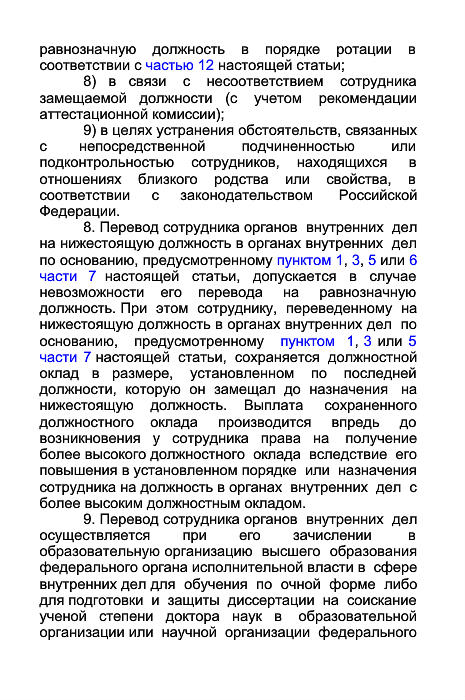 равнозначную должность в порядке ротации в
соответствии с частью 12 настоящей статьи;
8) в связи с несоответствием сотрудника
замещаемой должности (с учетом рекомендации
аттестационной комиссии);
9) в целях устранения обстоятельств, связанных
с непосредственной подчиненностью или
подконтрольностью сотрудников, находящихся в
отношениях близкого родства или свойства, в
соответствии с законодательством Российской
Федерации.
8. Перевод сотрудника органов внутренних дел
на нижестоящую должность в органах внутренних дел
по основанию, предусмотренному пунктом 1, 3, 5 или 6
части 7 настоящей статьи, допускается в случае
невозможности его перевода на равнозначную
должность. При этом сотруднику, переведенному на
нижестоящую должность в органах внутренних дел по
основанию, предусмотренному пунктом 1, 3 или 5
части 7 настоящей статьи, сохраняется должностной
оклад в размере, установленном по последней
должности, которую он замещал до назначения на
нижестоящую должность. Выплата сохраненного
должностного оклада производится впредь до
возникновения у сотрудника права на получение
более высокого должностного оклада вследствие его
повышения в установленном порядке или назначения
сотрудника на должность в органах внутренних дел с
более высоким должностным окладом.
9. Перевод сотрудника органов внутренних дел
осуществляется при его зачислении в
образовательную организацию высшего образования
федерального органа исполнительной власти в сфере
внутренних дел для обучения по очной форме либо
для подготовки и защиты диссертации на соискание
ученой степени доктора наук в образовательной
организации или научной организации федерального